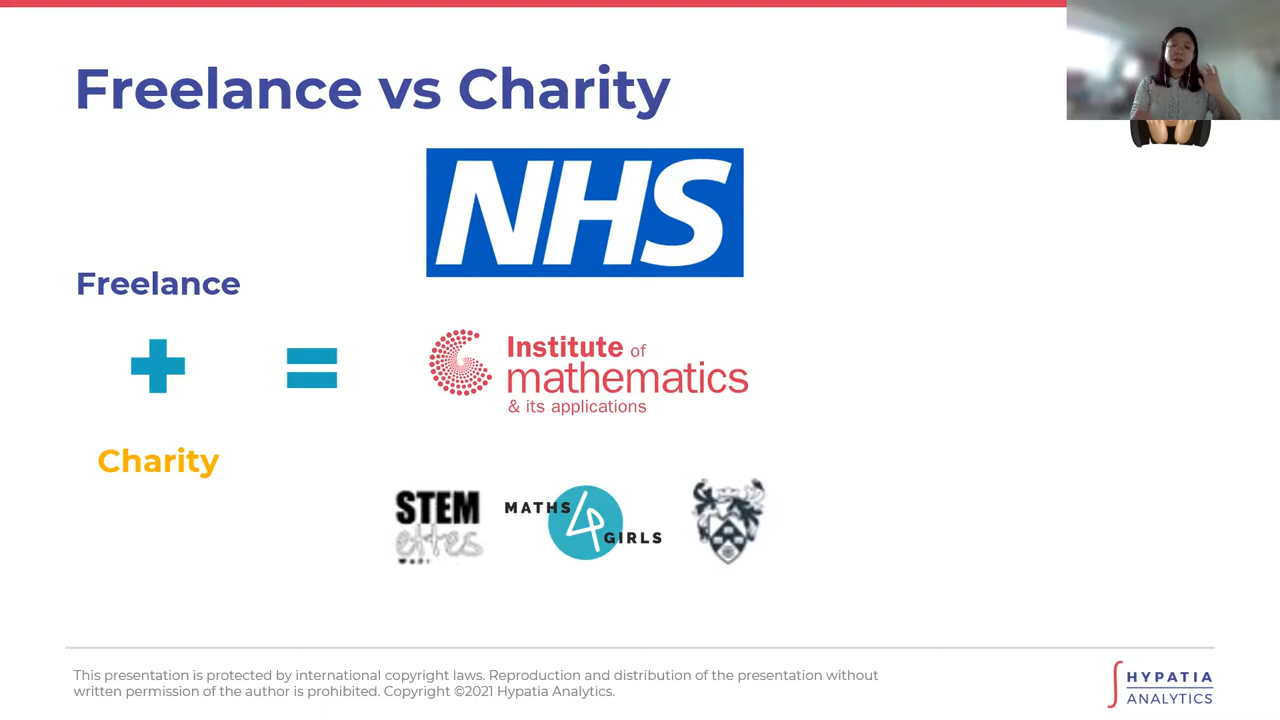 Freelance vs Charity
NHS
Freelance
Institute of
mathematics
& its applications
Charity
STEM
ettes
MATHS
4
GIRLS
This presentation is protected by international copyright laws. Reproduction and distribution of the presentation without
written permission of the author is prohibited. Copyright ©2021 Hypatia Analytics.
HYPATIA
ANALYTICS